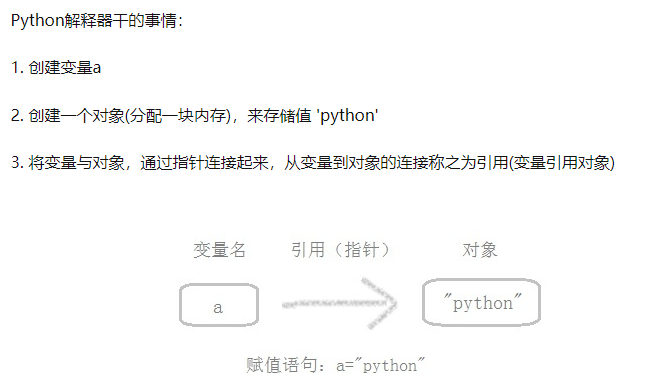 Python解释器干的事情：
1. 创建变量a
2. 创建一个对象(分配一块内存)，来存储值 'python'
3. 将变量与对象，通过指针连接起来，从变量到对象的连接称之为引用(变量引用对象)
变量名 引用（指针） 对象
a "python"
赋值语句：a="python"